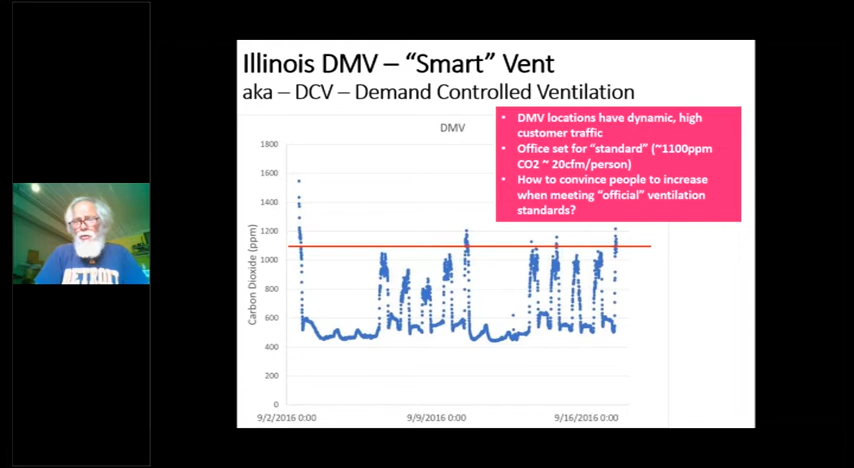 Illinois DMV – “Smart” Vent
aka – DCV – Demand Controlled Ventilation
• DMV locations have dynamic, high
customer traffic
• Office set for “standard” (~1100ppm
CO2 ~ 20cfm/person)
• How to convince people to increase
when meeting “official” ventilation
standards?
DMV
Carbon Dioxide (ppm)
1800
1600
1400
1200
1000
800
600
400
200
0
9/2/2016 0:00
9/9/2016 0:00
9/16/2016 0:00